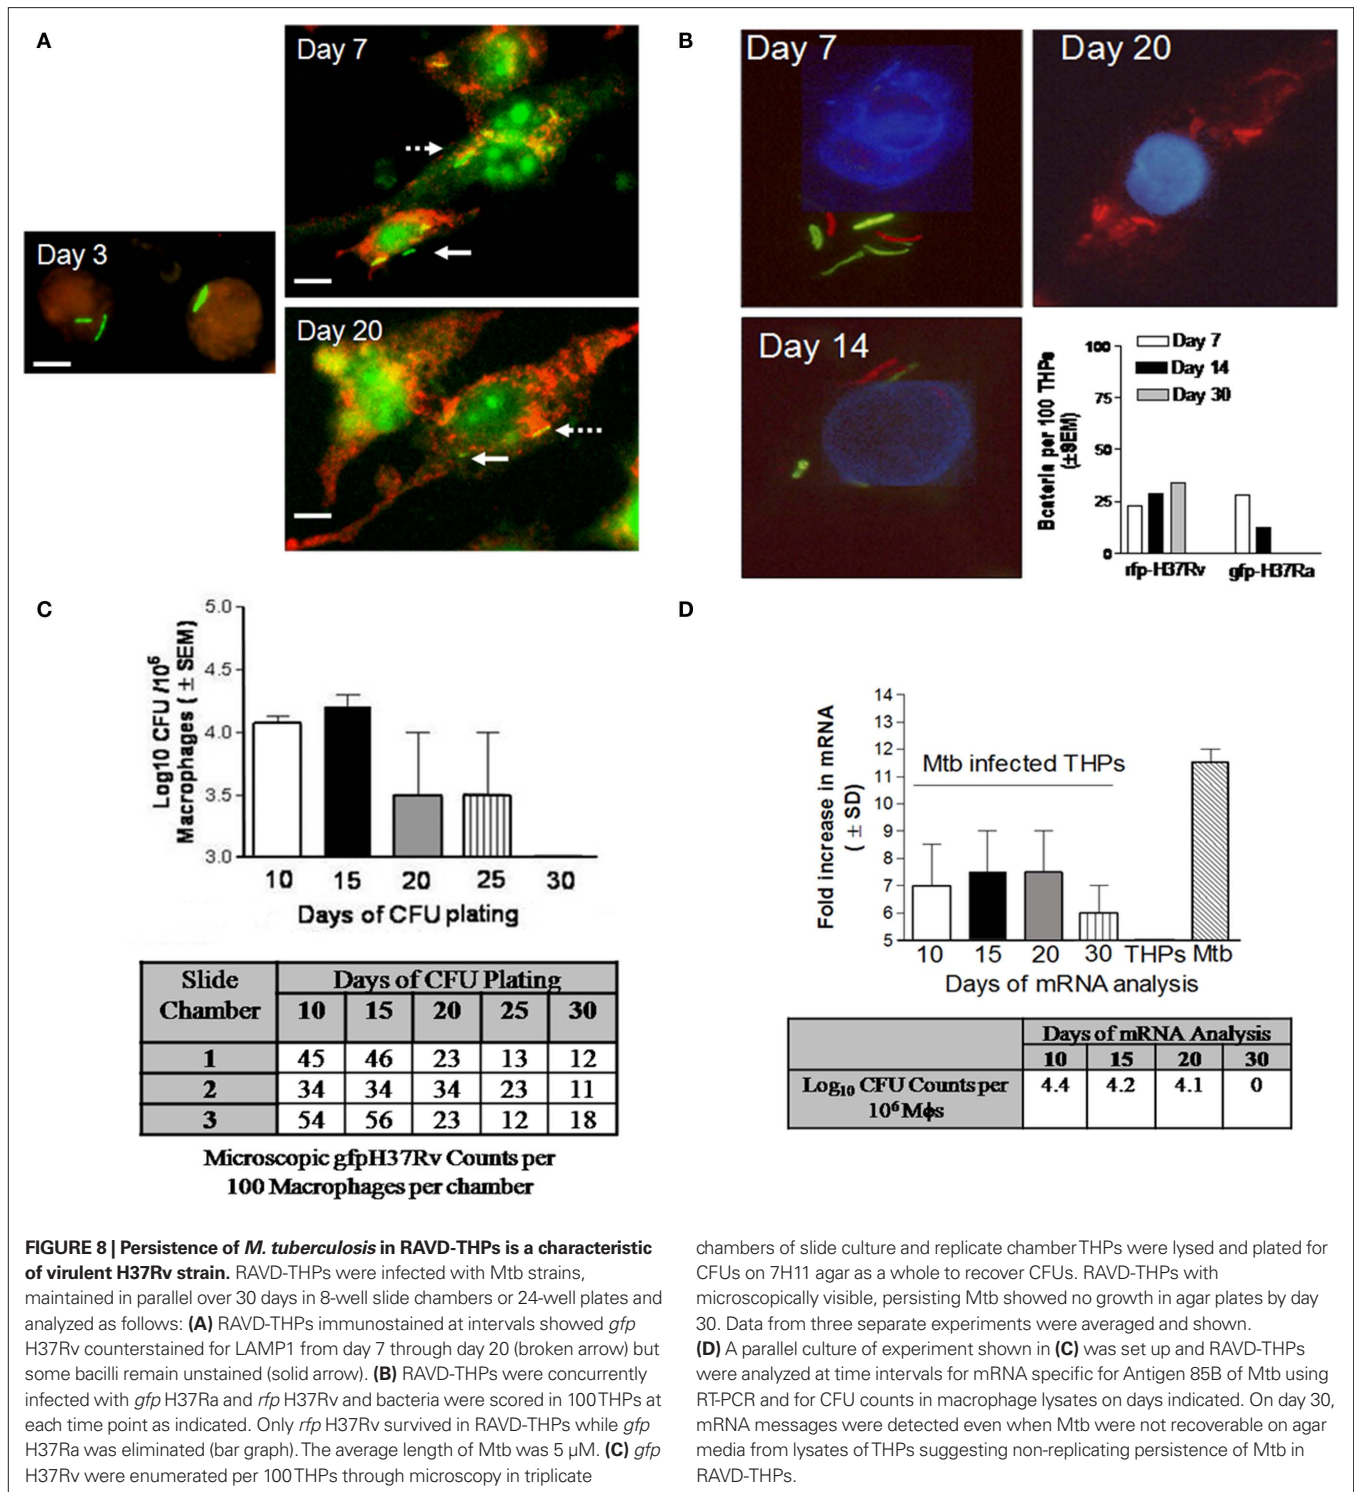 A
Day 7
Day 3
Day 20
B
Day 7
Day 20
Day 14
Day 7
Day 14
Day 30
Bcateria per 100 THPs
(±SEM)
100
75
50
25
0
rfp-H37Rv gfp-H37Ra
C
Log10 CFU /10⁶
Macrophages ( ± SEM)
5.0
4.5
4.0
3.5
3.0
10 15 20 25 30
Days of CFU plating
Slide Chamber Days of CFU Plating
10 15 20 25 30
1 45 46 23 13 12
2 34 34 34 23 11
3 54 56 23 12 18
Microscopic gfpH37Rv Counts per
100 Macrophages per chamber
D
Fold increase in mRNA
( ± SD)
14
13
12
11
10
9
8
7
6
5
Mtb infected THPs
10 15 20 30 THPs Mtb
Days of mRNA analysis
Days of mRNA Analysis
10 15 20 30
Log₁₀ CFU Counts per 4.4 4.2 4.1 0
10⁶ Mϕs
FIGURE 8 | Persistence of M. tuberculosis in RAVD-THPs is a characteristic
of virulent H37Rv strain. RAVD-THPs were infected with Mtb strains,
maintained in parallel over 30 days in 8-well slide chambers or 24-well plates and
analyzed as follows: (A) RAVD-THPs immunostained at intervals showed gfp
H37Rv counterstained for LAMP1 from day 7 through day 20 (broken arrow) but
some bacilli remain unstained (solid arrow). (B) RAVD-THPs were concurrently
infected with gfp H37Ra and rfp H37Rv and bacteria were scored in 100 THPs at
each time point as indicated. Only rfp H37Rv survived in RAVD-THPs while gfp
H37Ra was eliminated (bar graph). The average length of Mtb was 5 μM. (C) gfp
H37Rv were enumerated per 100 THPs through microscopy in triplicate
chambers of slide culture and replicate chamber THPs were lysed and plated for
CFUs on 7H11 agar as a whole to recover CFUs. RAVD-THPs with
microscopically visible, persisting Mtb showed no growth in agar plates by day
30. Data from three separate experiments were averaged and shown.
(D) A parallel culture of experiment shown in (C) was set up and RAVD-THPs
were analyzed at time intervals for mRNA specific for Antigen 85B of Mtb using
RT-PCR and for CFU counts in macrophage lysates on days indicated. On day 30,
mRNA messages were detected even when Mtb were not recoverable on agar
media from lysates of THPs suggesting non-replicating persistence of Mtb in
RAVD-THPs.